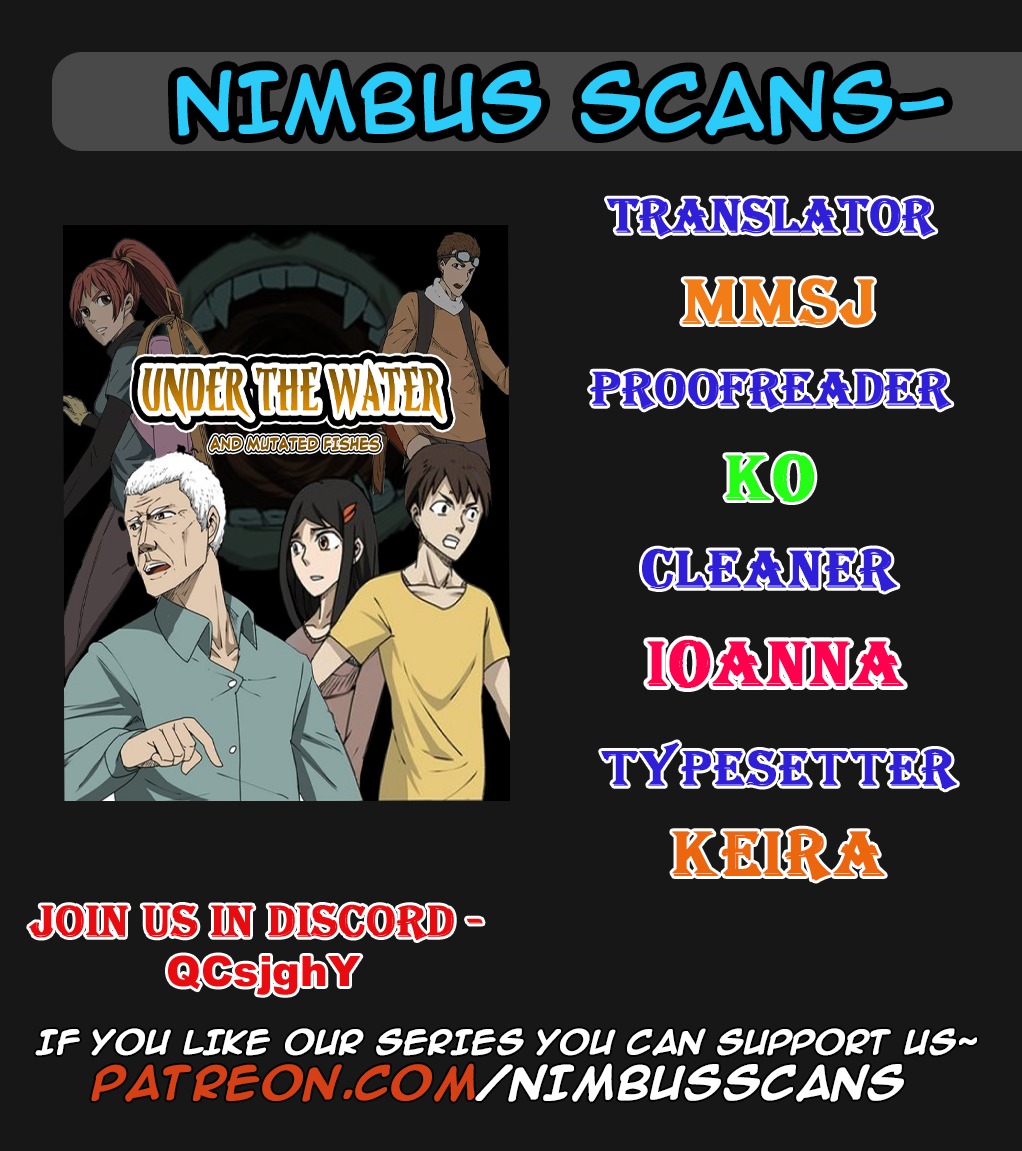 NIMBUS SCANS-
TRANSLATOR
MMSJ
PROOFREADER
KO
CLEANER
IOANNA
TYPESETTER
KEIRA
UNDER THE WATER
AND MUTATED FISHES
JOIN US IN DISCORD -
QCsjghY
IF YOU LIKE OUR SERIES YOU CAN SUPPORT US~
PATREON.COM/NIMBUSSCANS